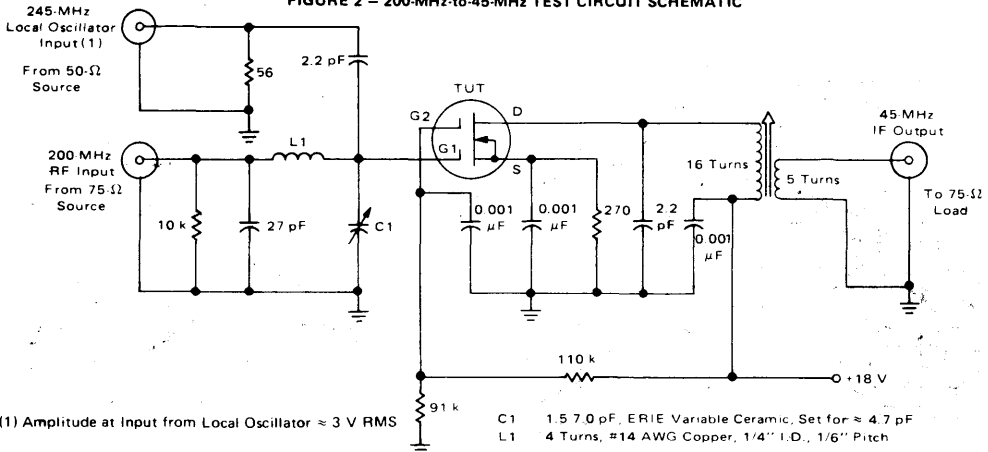 FIGURE 2 – 200-MHz-to-45-MHz TEST CIRCUIT SCHEMATIC
245-MHz
Local Oscillator
Input(1)
From 50-Ω
Source
56
2.2 pF
TUT
G2
D
G1
S
L1
200-MHz
RF Input
From 75-Ω
Source
10 k
27 pF
C1
0.001
µF
0.001
µF
270
2.2
pF
0.001
µF
16 Turns
5 Turns
45-MHz
IF Output
To 75-Ω
Load
110 k
+18 V
91 k
(1) Amplitude at Input from Local Oscillator ≈ 3 V RMS
C1 1.5 7.0 pF, ERIE Variable Ceramic, Set for ≈ 4.7 pF
L1 4 Turns, #14 AWG Copper, 1/4" I.D., 1/6" Pitch